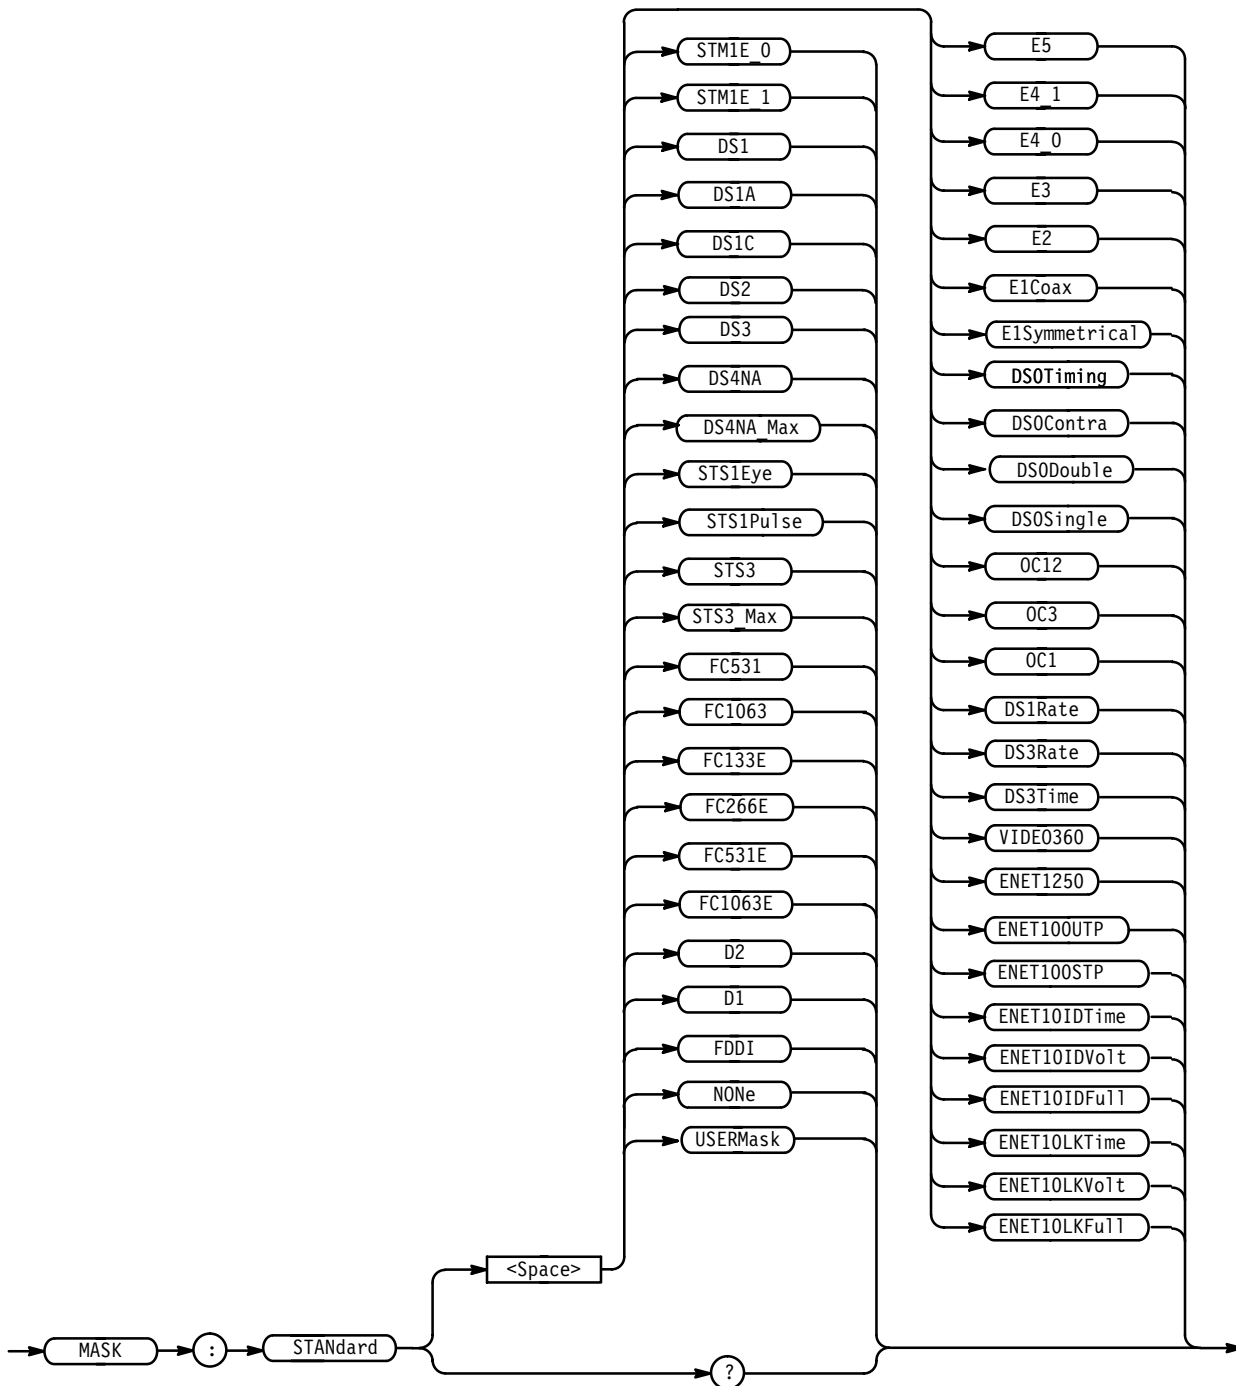 STM1E_0
STM1E_1
DS1
DS1A
DS1C
DS2
DS3
DS4NA
DS4NA_Max
STS1Eye
STS1Pulse
STS3
STS3_Max
FC531
FC1063
FC133E
FC266E
FC531E
FC1063E
D2
D1
FDDI
NONe
USERMask
E5
E4_1
E4_0
E3
E2
E1Coax
E1Symmetrical
DS0Timing
DS0Contra
DS0Double
DS0Single
OC12
OC3
OC1
DS1Rate
DS3Rate
DS3Time
VIDEO360
ENET1250
ENET100UTP
ENET100STP
ENET10IDTime
ENET10IDVolt
ENET10IDFull
ENET10LKTime
ENET10LKVolt
ENET10LKFull
<Space>
MASK : STANdard
?